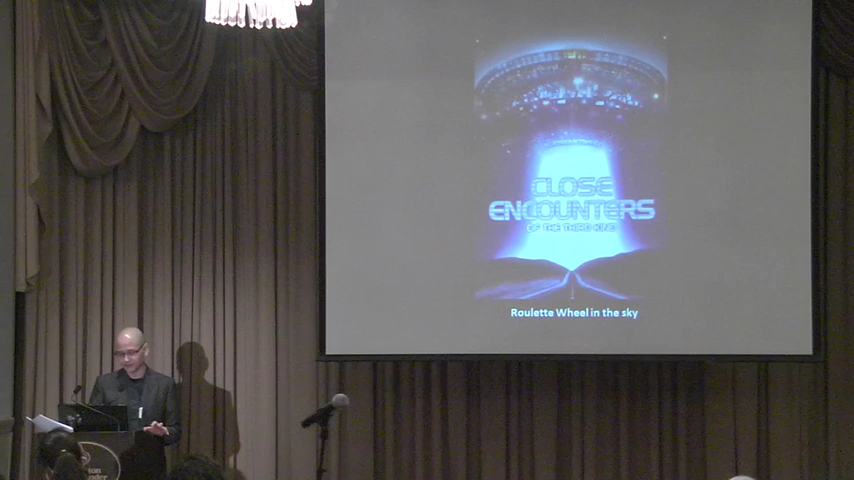 CLOSE
ENCOUNTERS
OF THE THIRD KIND
Roulette Wheel in the sky